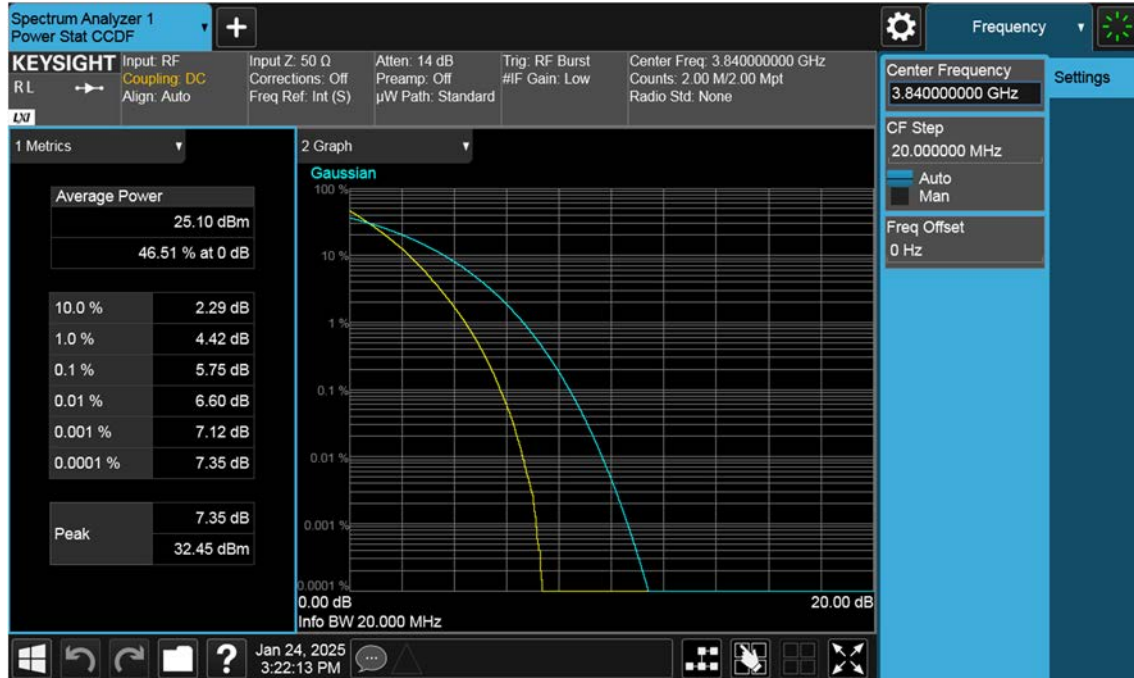 Spectrum Analyzer 1
Power Stat CCDF
Frequency
KEYSIGHT
RL
LXI
Input: RF
Coupling: DC
Align: Auto
Input Z: 50 Ω
Corrections: Off
Freq Ref: Int (S)
Atten: 14 dB
Preamp: Off
µW Path: Standard
Trig: RF Burst
#IF Gain: Low
Center Freq: 3.840000000 GHz
Counts: 2.00 M/2.00 Mpt
Radio Std: None
Center Frequency
3.840000000 GHz
Settings
CF Step
20.000000 MHz
Auto
Man
Freq Offset
0 Hz
1 Metrics
Average Power
25.10 dBm
46.51 % at 0 dB
10.0 % 2.29 dB
1.0 % 4.42 dB
0.1 % 5.75 dB
0.01 % 6.60 dB
0.001 % 7.12 dB
0.0001 % 7.35 dB
Peak
7.35 dB
32.45 dBm
2 Graph
Gaussian
100 %
10 %
1 %
0.1 %
0.01 %
0.001 %
0.0001 %
0.00 dB 20.00 dB
Info BW 20.000 MHz
?
Jan 24, 2025
3:22:13 PM